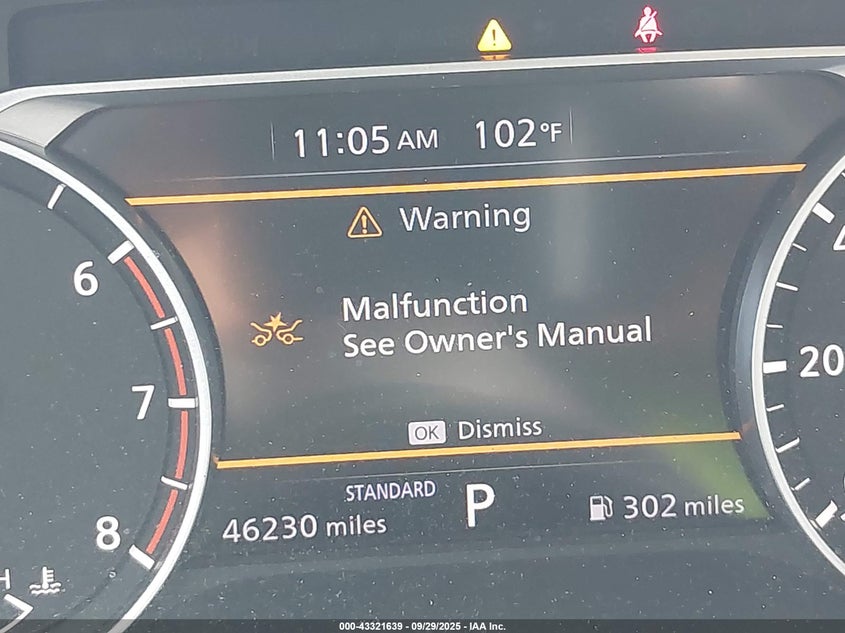 11:05 AM 102°F
Warning
Malfunction
See Owner's Manual
OK Dismiss
STANDARD
P
46230 miles
302 miles
6
7
8
H
20
000-43321639 - 09/29/2025 - IAA Inc.